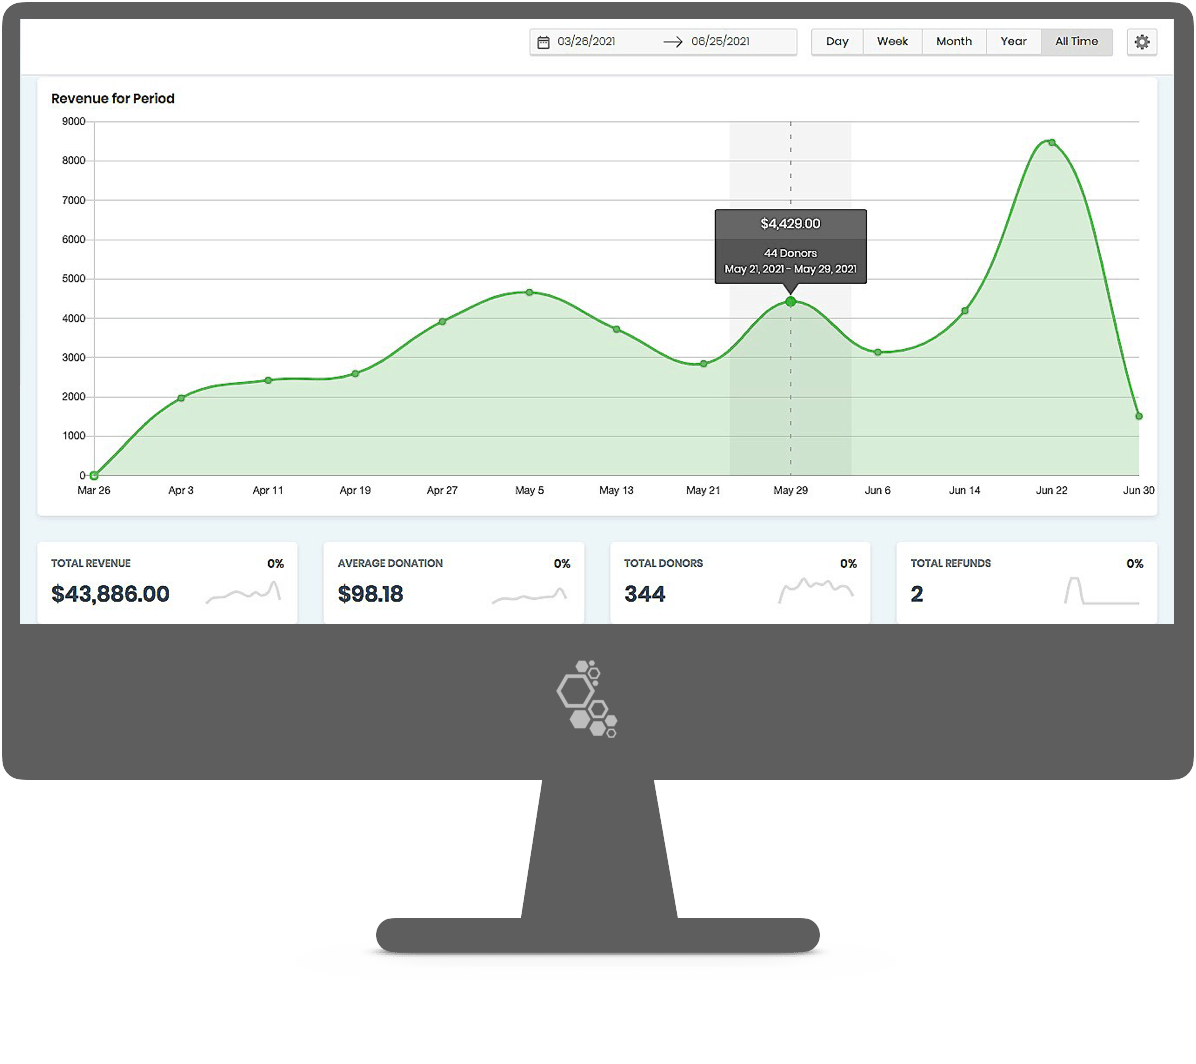 03/26/2021 06/25/2021 Day Week Month Year All Time
Revenue for Period
9000
8000
7000
6000
5000
4000
3000
2000
1000
0
$4,429.00
44 Donors
May 21, 2021 - May 29, 2021
Mar 26 Apr 3 Apr 11 Apr 19 Apr 27 May 5 May 13 May 21 May 29 Jun 6 Jun 14 Jun 22 Jun 30
TOTAL REVENUE 0%
$43,886.00
AVERAGE DONATION 0%
$98.18
TOTAL DONORS 0%
344
TOTAL REFUNDS 0%
2